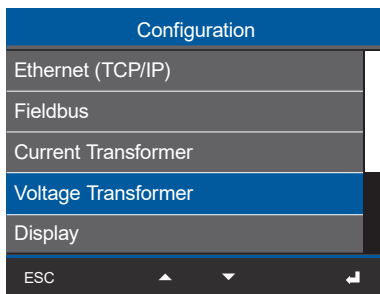 Configuration
Ethernet (TCP/IP)
Fieldbus
Current Transformer
Voltage Transformer
Display
ESC